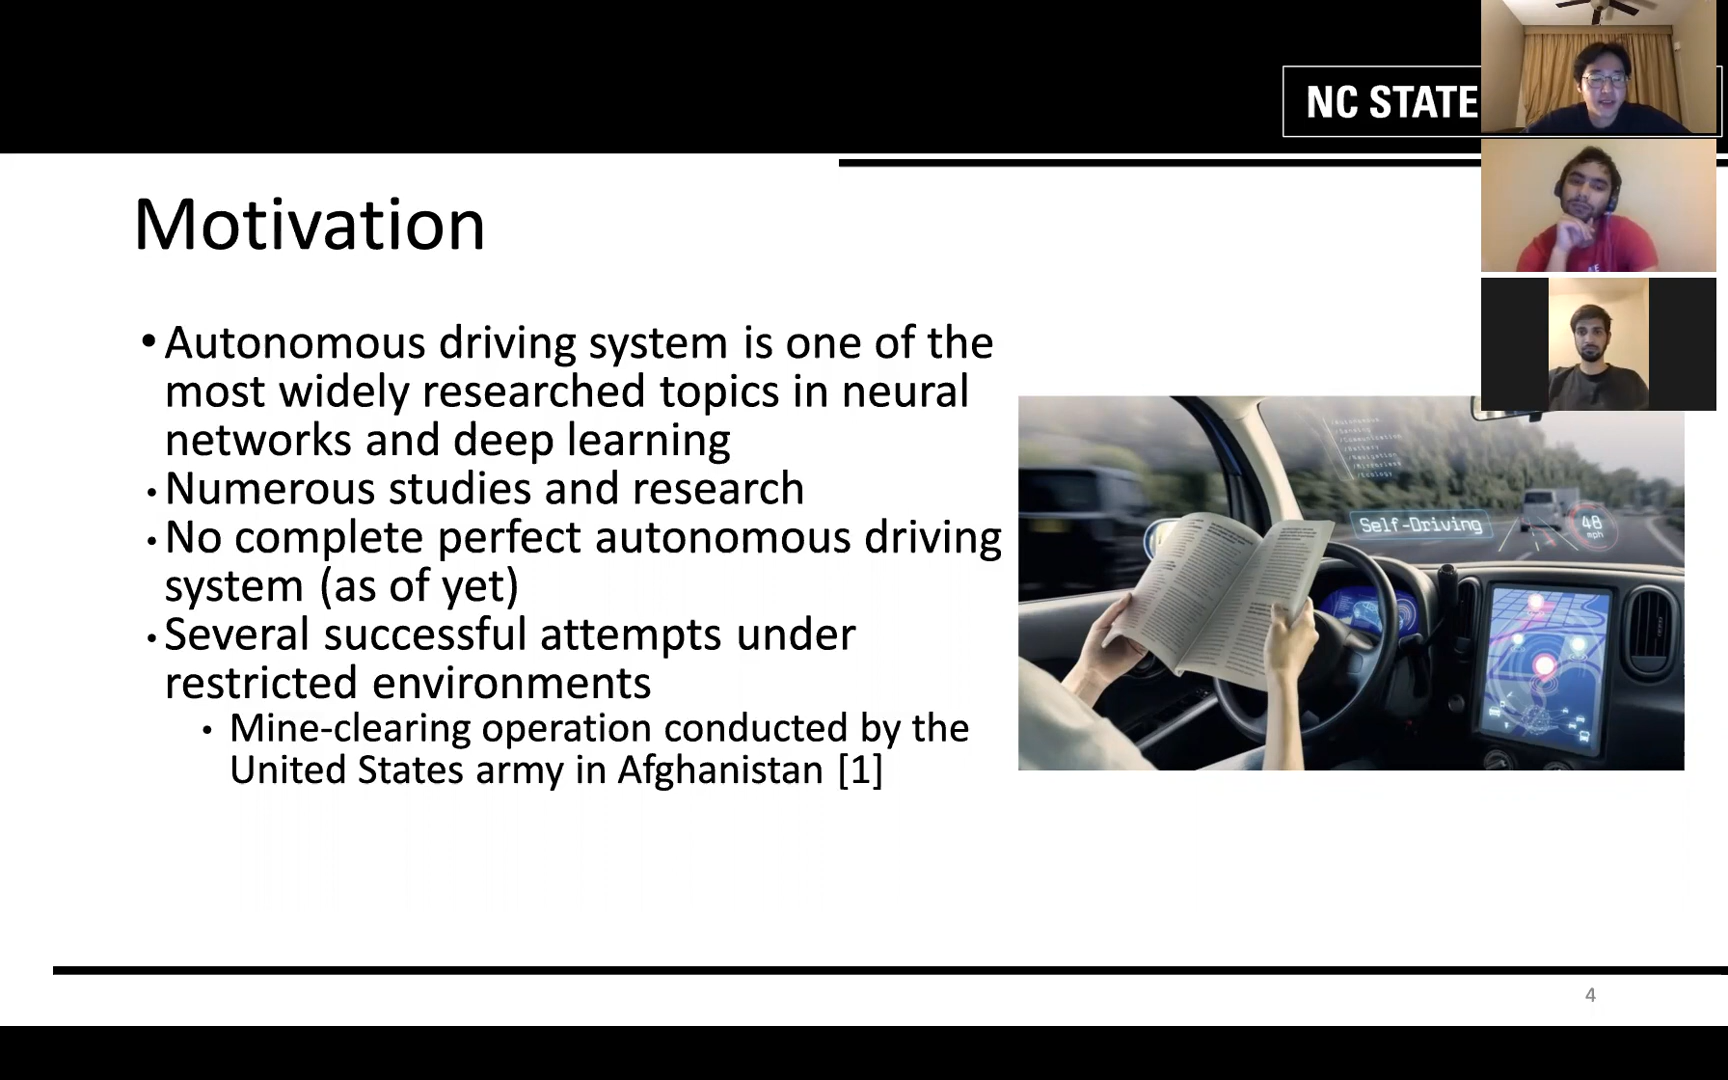 NC STATE
Motivation
• Autonomous driving system is one of the
most widely researched topics in neural
networks and deep learning
• Numerous studies and research
• No complete perfect autonomous driving
system (as of yet)
• Several successful attempts under
restricted environments
• Mine-clearing operation conducted by the
United States army in Afghanistan [1]
Self-Driving
40
mph
4